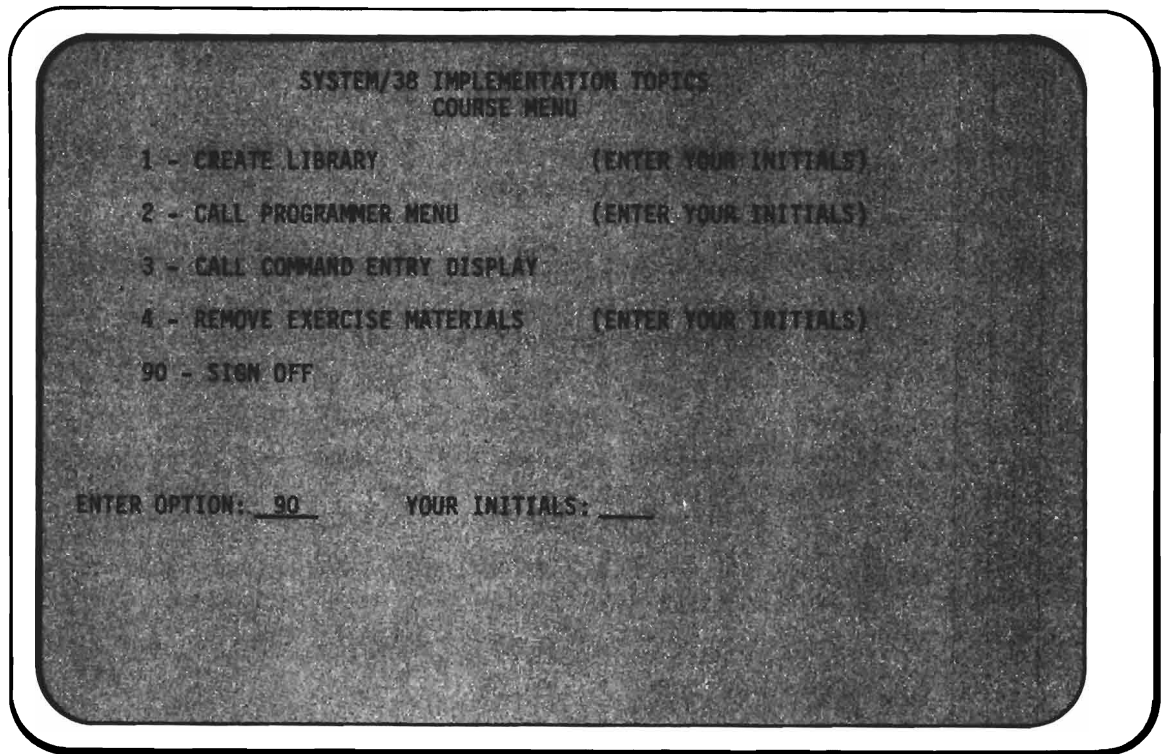 SYSTEM/38 IMPLEMENTATION TOPICS
COURSE MENU
1 - CREATE LIBRARY (ENTER YOUR INITIALS)
2 - CALL PROGRAMMER MENU (ENTER YOUR INITIALS)
3 - CALL COMMAND ENTRY DISPLAY
4 - REMOVE EXERCISE MATERIALS (ENTER YOUR INITIALS)
90 - SIGN OFF
ENTER OPTION: 90 YOUR INITIALS: ____